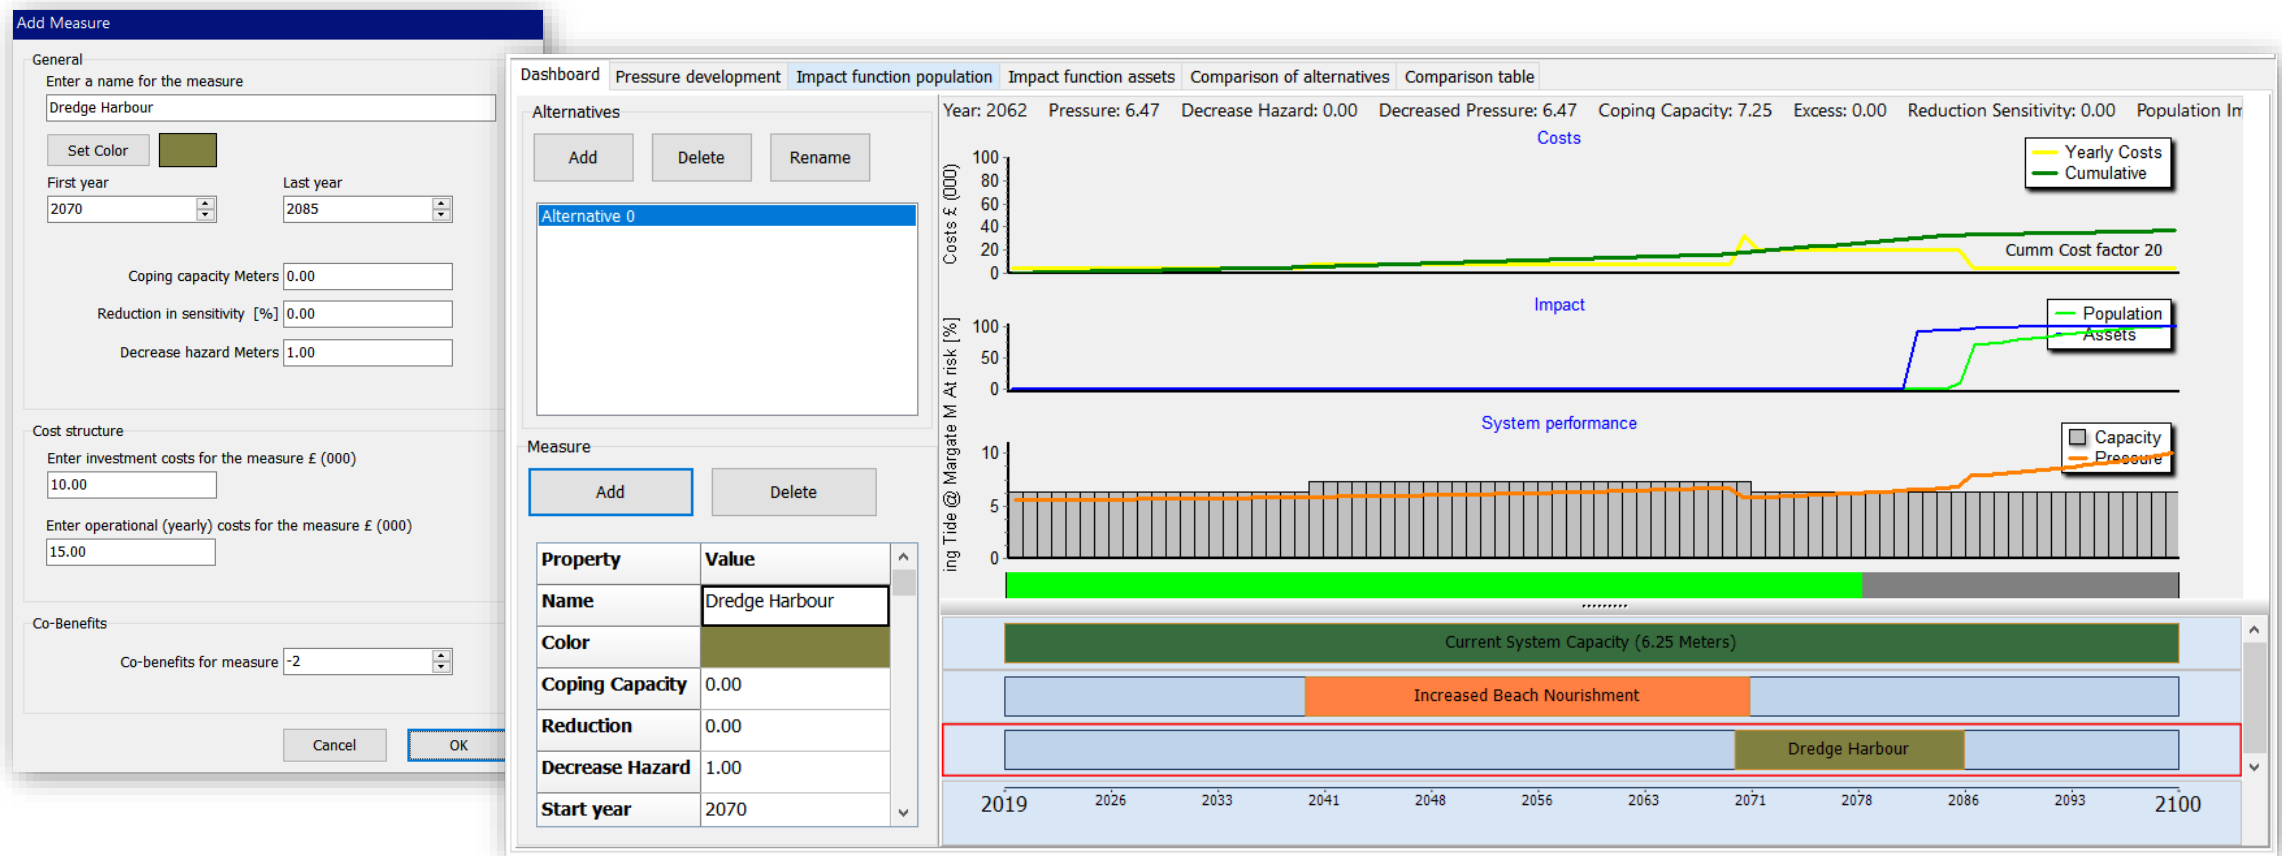 Add Measure
General
Enter a name for the measure
Dredge Harbour
Set Color
First year
Last year
2070
2085
Coping capacity Meters 0.00
Reduction in sensitivity [%] 0.00
Decrease hazard Meters 1.00
Cost structure
Enter investment costs for the measure £ (000)
10.00
Enter operational (yearly) costs for the measure £ (000)
15.00
Co-Benefits
Co-benefits for measure -2
Cancel
OK
Dashboard Pressure development Impact function population Impact function assets Comparison of alternatives Comparison table
Alternatives
Add Delete Rename
Alternative 0
Measure
Add Delete
Property Value
Name Dredge Harbour
Color
Coping Capacity 0.00
Reduction 0.00
Decrease Hazard 1.00
Start year 2070
Year: 2062 Pressure: 6.47 Decrease Hazard: 0.00 Decreased Pressure: 6.47 Coping Capacity: 7.25 Excess: 0.00 Reduction Sensitivity: 0.00 Population Im
Costs
Costs £ (000)
100
80
60
40
20
0
Yearly Costs
Cumulative
Cumm Cost factor 20
Impact
At risk [%]
100
50
0
Population
Assets
System performance
ing Tide @ Margate M
10
5
0
Capacity
Pressure
Current System Capacity (6.25 Meters)
Increased Beach Nourishment
Dredge Harbour
2019 2026 2033 2041 2048 2056 2063 2071 2078 2086 2093 2100